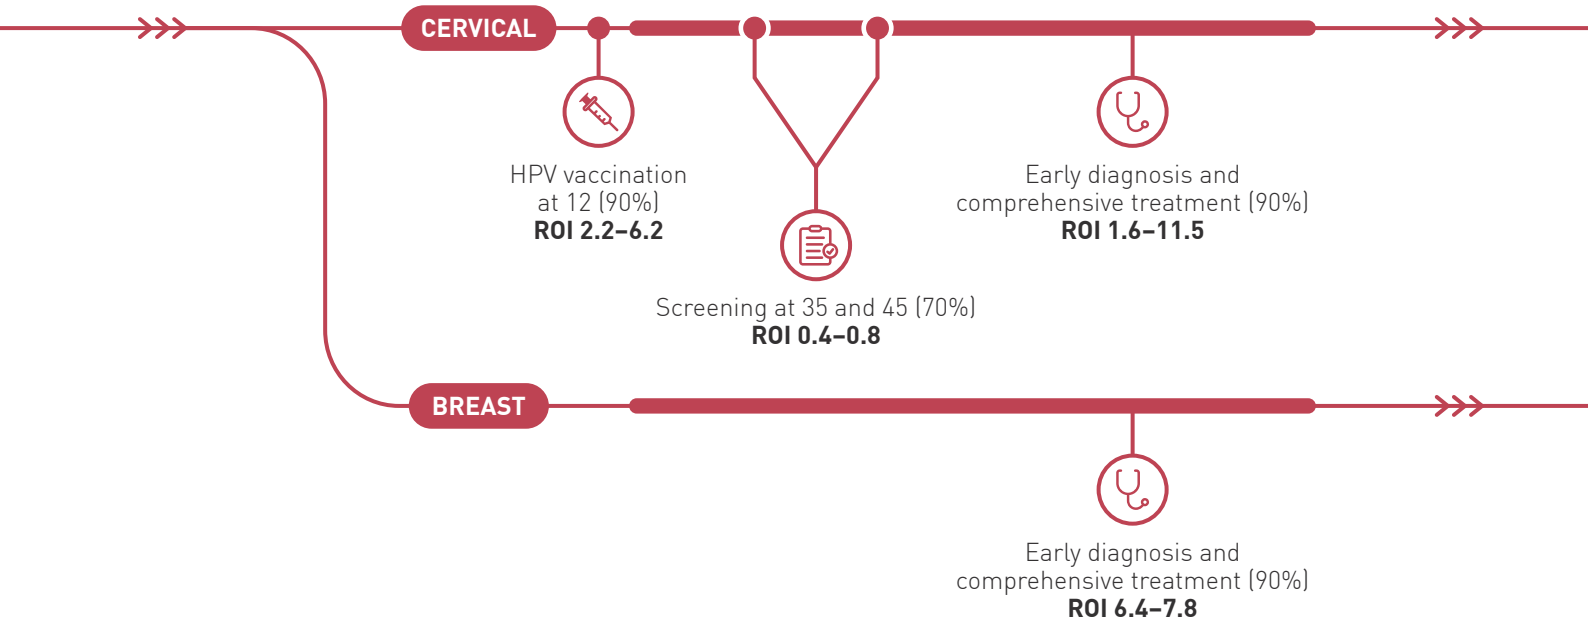 CERVICAL
HPV vaccination
at 12 (90%)
ROI 2.2–6.2
Screening at 35 and 45 (70%)
ROI 0.4–0.8
Early diagnosis and
comprehensive treatment (90%)
ROI 1.6–11.5
BREAST
Early diagnosis and
comprehensive treatment (90%)
ROI 6.4–7.8